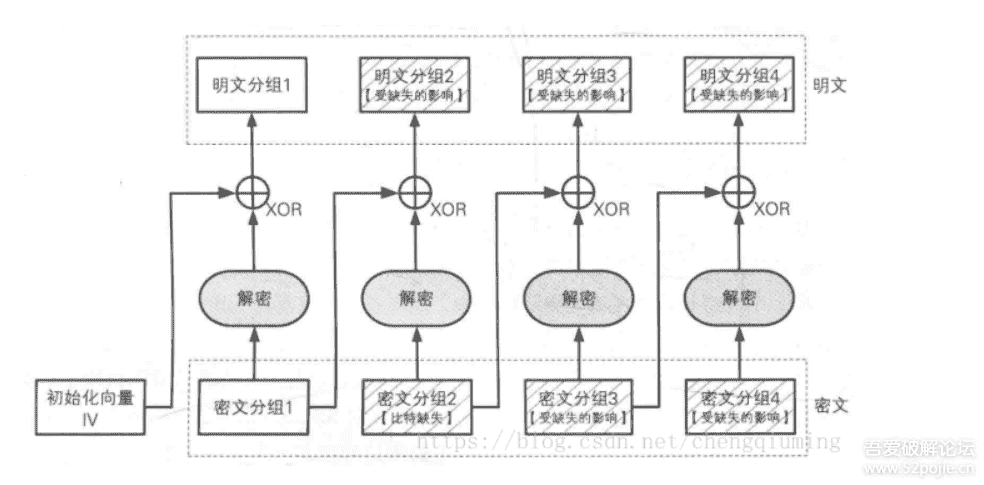 明文分组1
明文分组2
【受缺失的影响】
明文分组3
【受缺失的影响】
明文分组4
【受缺失的影响】
明文
XOR
XOR
XOR
XOR
解密
解密
解密
解密
初始化向量
IV
密文分组1
密文分组2
【比特缺失】
密文分组3
【受缺失的影响】
密文分组4
【受缺失的影响】
密文
https://blog.csdn.net/chengqiuming
吾爱破解论坛
www.52pojie.cn